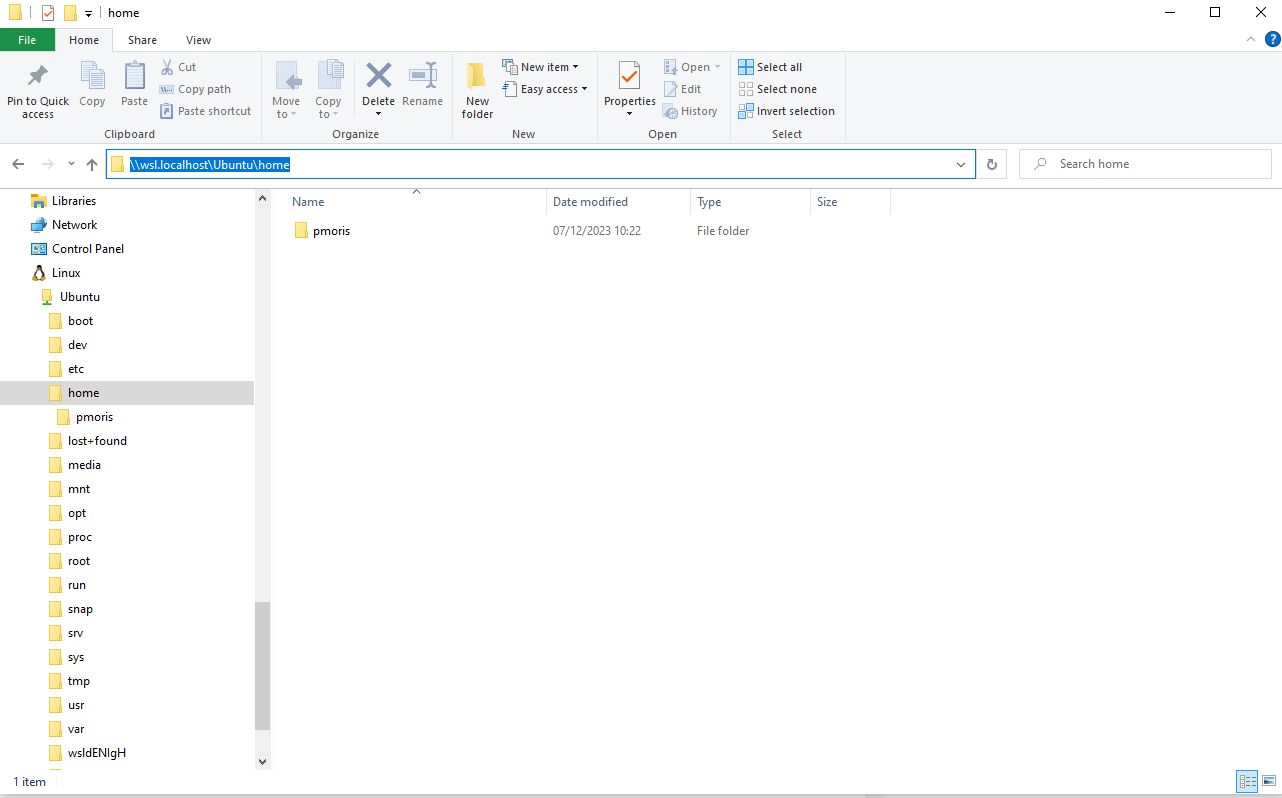 home
File Home Share View
Pin to Quick access
Copy
Paste
Cut
Copy path
Paste shortcut
Clipboard
Move to
Copy to
Delete
Rename
Organize
New folder
New item
Easy access
New
Properties
Open
Edit
History
Open
Select all
Select none
Invert selection
Select
\\wsl.localhost\Ubuntu\home
Search home
Libraries
Network
Control Panel
Linux
Ubuntu
boot
dev
etc
home
pmoris
lost+found
media
mnt
opt
proc
root
run
snap
srv
sys
tmp
usr
var
Name Date modified Type Size
pmoris 07/12/2023 10:22 File folder
1 item